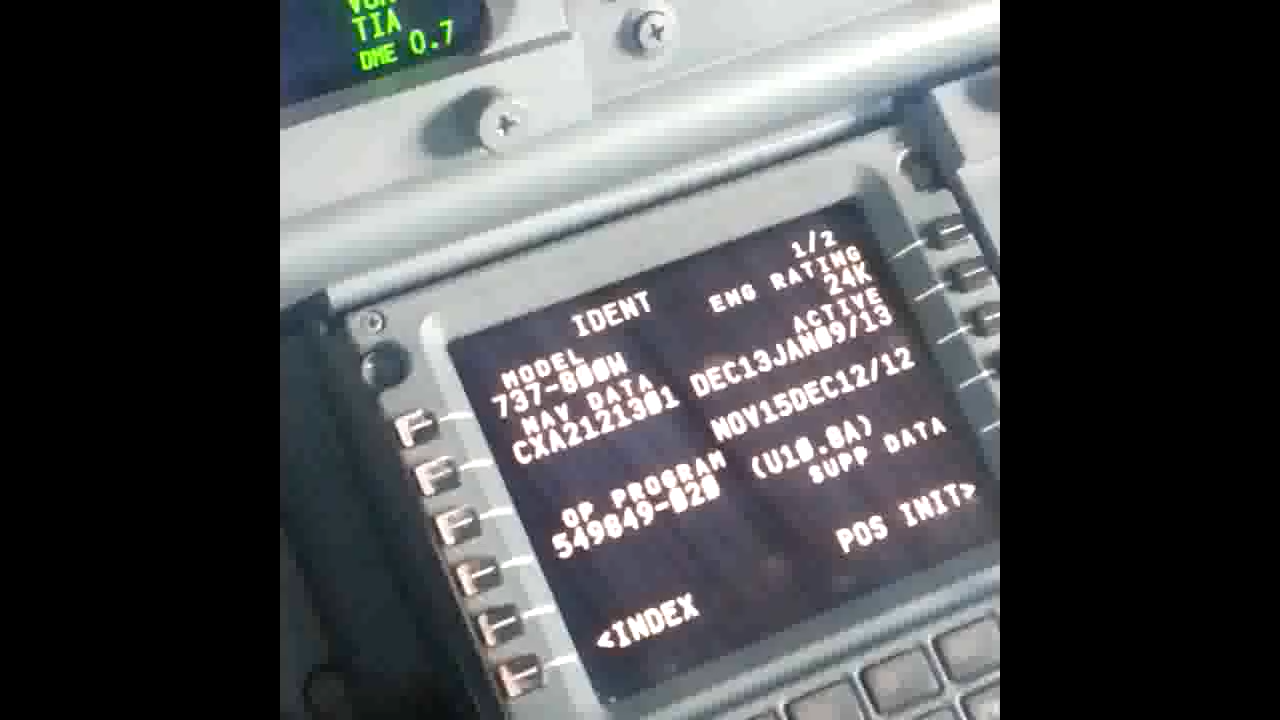 VOR
TIA
DME 0.7
IDENT 1/2
MODEL ENG RATING
737-800W 24K
NAV DATA ACTIVE
CXA2121301 DEC13JAN09/13
NOV15DEC12/12
OP PROGRAM
549849-020 (U10.8A)
SUPP DATA
<INDEX POS INIT>